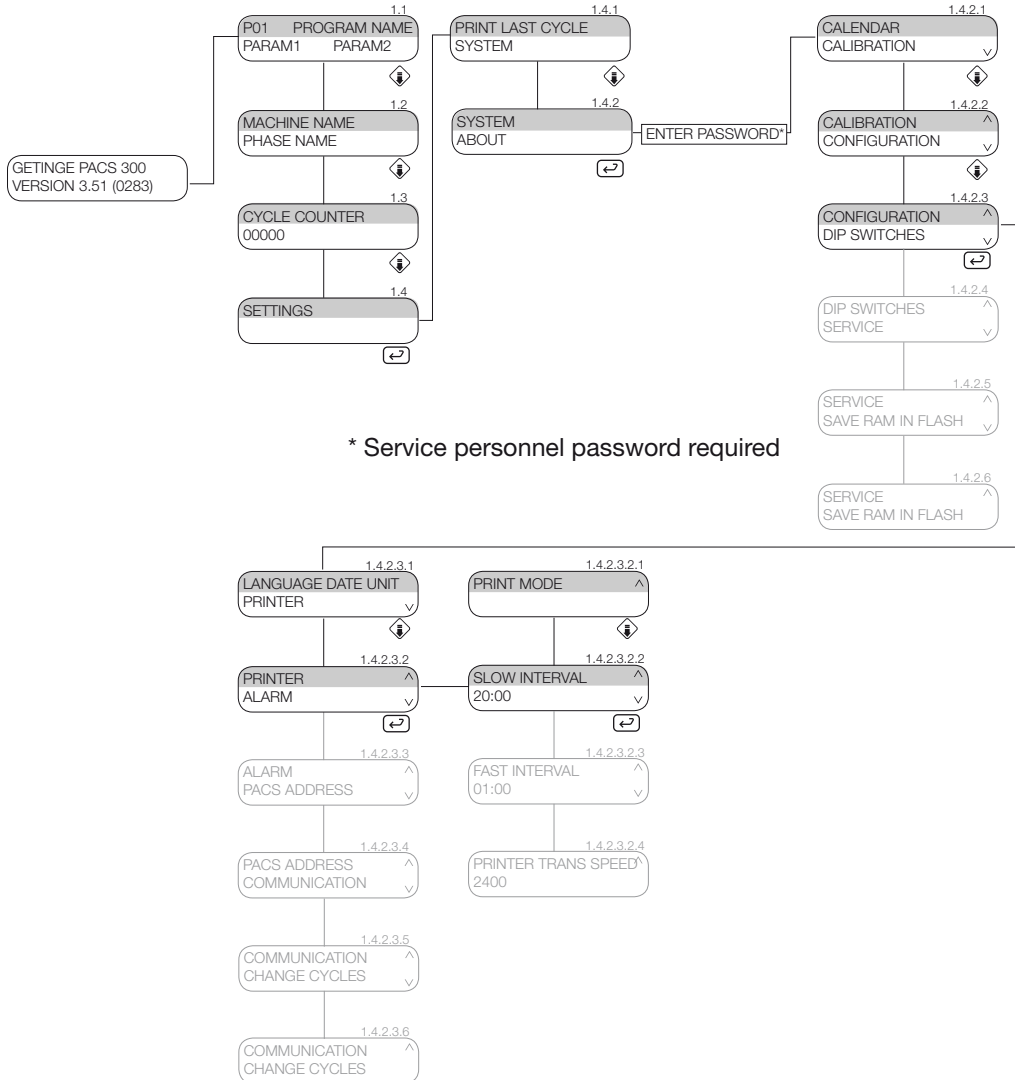 GETINGE PACS 300
VERSION 3.51 (0283)
1.1
P01 PROGRAM NAME
PARAM1 PARAM2
1.2
MACHINE NAME
PHASE NAME
1.3
CYCLE COUNTER
00000
1.4
SETTINGS
1.4.1
PRINT LAST CYCLE
SYSTEM
1.4.2
SYSTEM
ABOUT
ENTER PASSWORD*
1.4.2.1
CALENDAR
CALIBRATION
1.4.2.2
CALIBRATION
CONFIGURATION
1.4.2.3
CONFIGURATION
DIP SWITCHES
1.4.2.4
DIP SWITCHES
SERVICE
1.4.2.5
SERVICE
SAVE RAM IN FLASH
1.4.2.6
SERVICE
SAVE RAM IN FLASH
* Service personnel password required
1.4.2.3.1
LANGUAGE DATE UNIT
PRINTER
1.4.2.3.2
PRINTER
ALARM
1.4.2.3.3
ALARM
PACS ADDRESS
1.4.2.3.4
PACS ADDRESS
COMMUNICATION
1.4.2.3.5
COMMUNICATION
CHANGE CYCLES
1.4.2.3.6
COMMUNICATION
CHANGE CYCLES
1.4.2.3.2.1
PRINT MODE
1.4.2.3.2.2
SLOW INTERVAL
20:00
1.4.2.3.2.3
FAST INTERVAL
01:00
1.4.2.3.2.4
PRINTER TRANS SPEED
2400